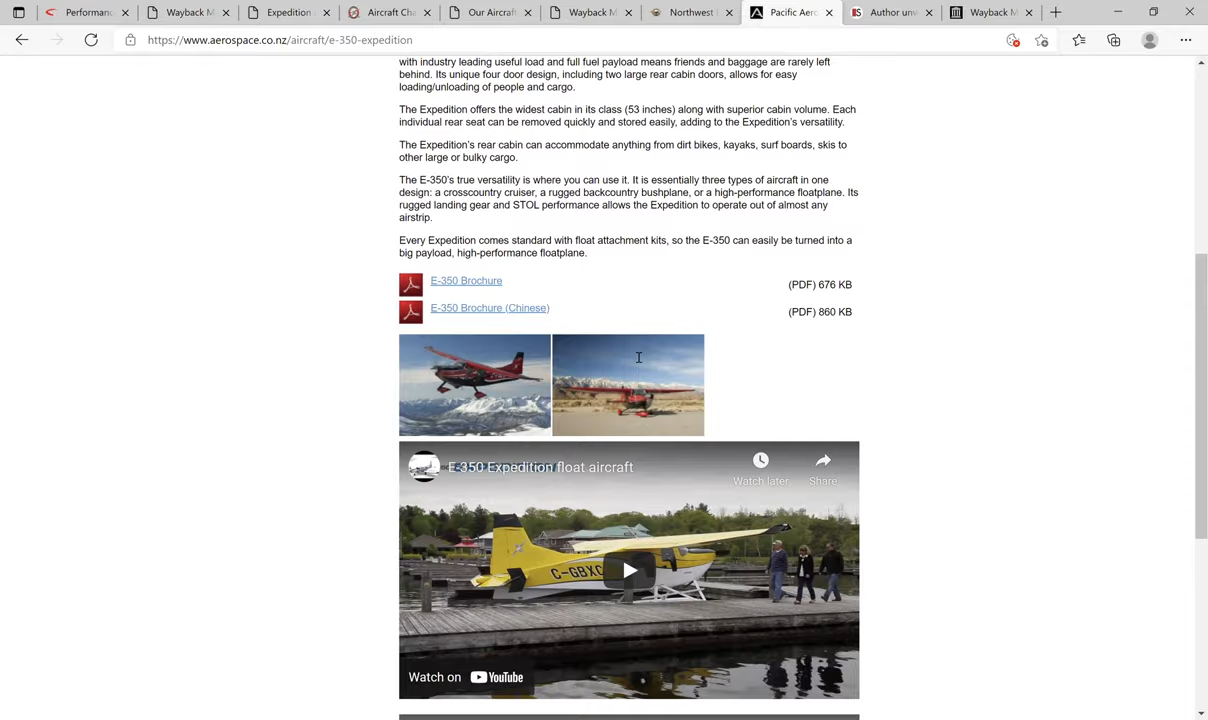 Performanc
Wayback M
Expedition
Aircraft Cha
Our Aircraft
Wayback M
Northwest
Pacific Aero
Author unv
Wayback M
https://www.aerospace.co.nz/aircraft/e-350-expedition
with industry leading useful load and full fuel payload means friends and baggage are rarely left
behind. Its unique four door design, including two large rear cabin doors, allows for easy
loading/unloading of people and cargo.
The Expedition offers the widest cabin in its class (53 inches) along with superior cabin volume. Each
individual rear seat can be removed quickly and stored easily, adding to the Expedition's versatility.
The Expedition's rear cabin can accommodate anything from dirt bikes, kayaks, surf boards, skis to
other large or bulky cargo.
The E-350's true versatility is where you can use it. It is essentially three types of aircraft in one
design: a crosscountry cruiser, a rugged backcountry bushplane, or a high-performance floatplane. Its
rugged landing gear and STOL performance allows the Expedition to operate out of almost any
airstrip.
Every Expedition comes standard with float attachment kits, so the E-350 can easily be turned into a
big payload, high-performance floatplane.
E-350 Brochure (PDF) 676 KB
E-350 Brochure (Chinese) (PDF) 860 KB
E-350 Expedition float aircraft
Watch later
Share
C-GBXC
Watch on YouTube